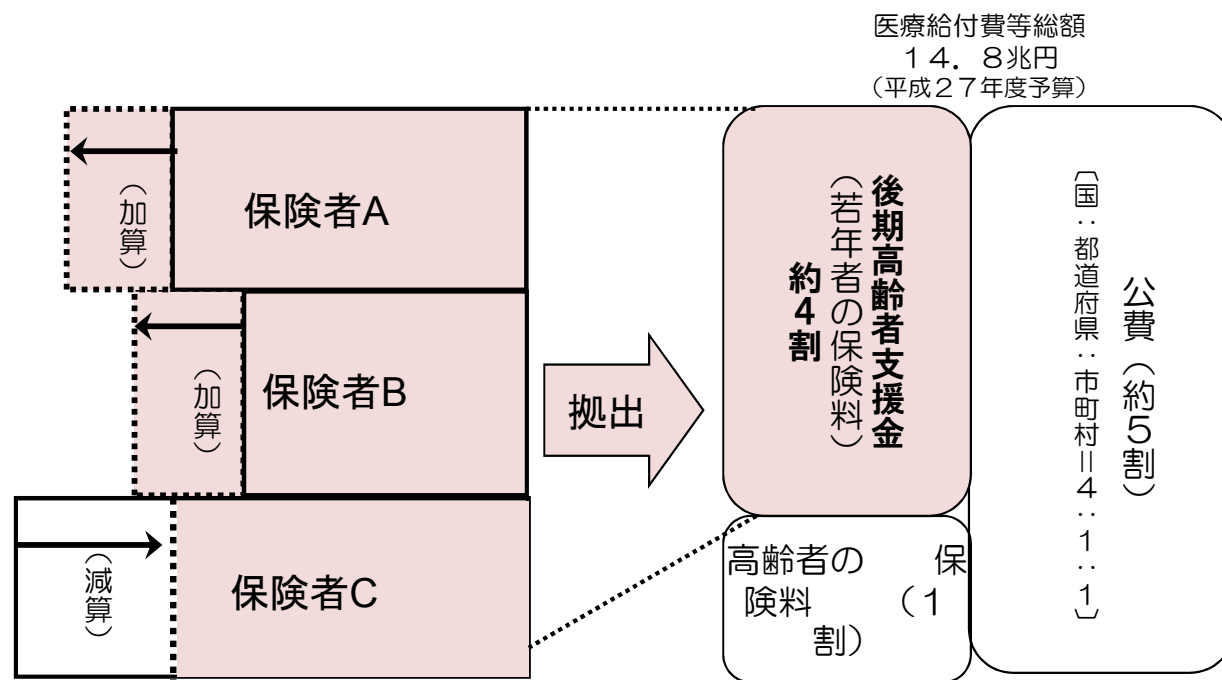 医療給付費等総額
１４．８兆円
（平成２７年度予算）
（加算）
保険者A
（加算）
保険者B
（減算）
保険者C
拠出
後期高齢者支援金
（若年者の保険料）
約４割
高齢者の　　保
険料　　（１
割）
公費（約５割）
〔国：都道府県：市町村＝４：１：１〕